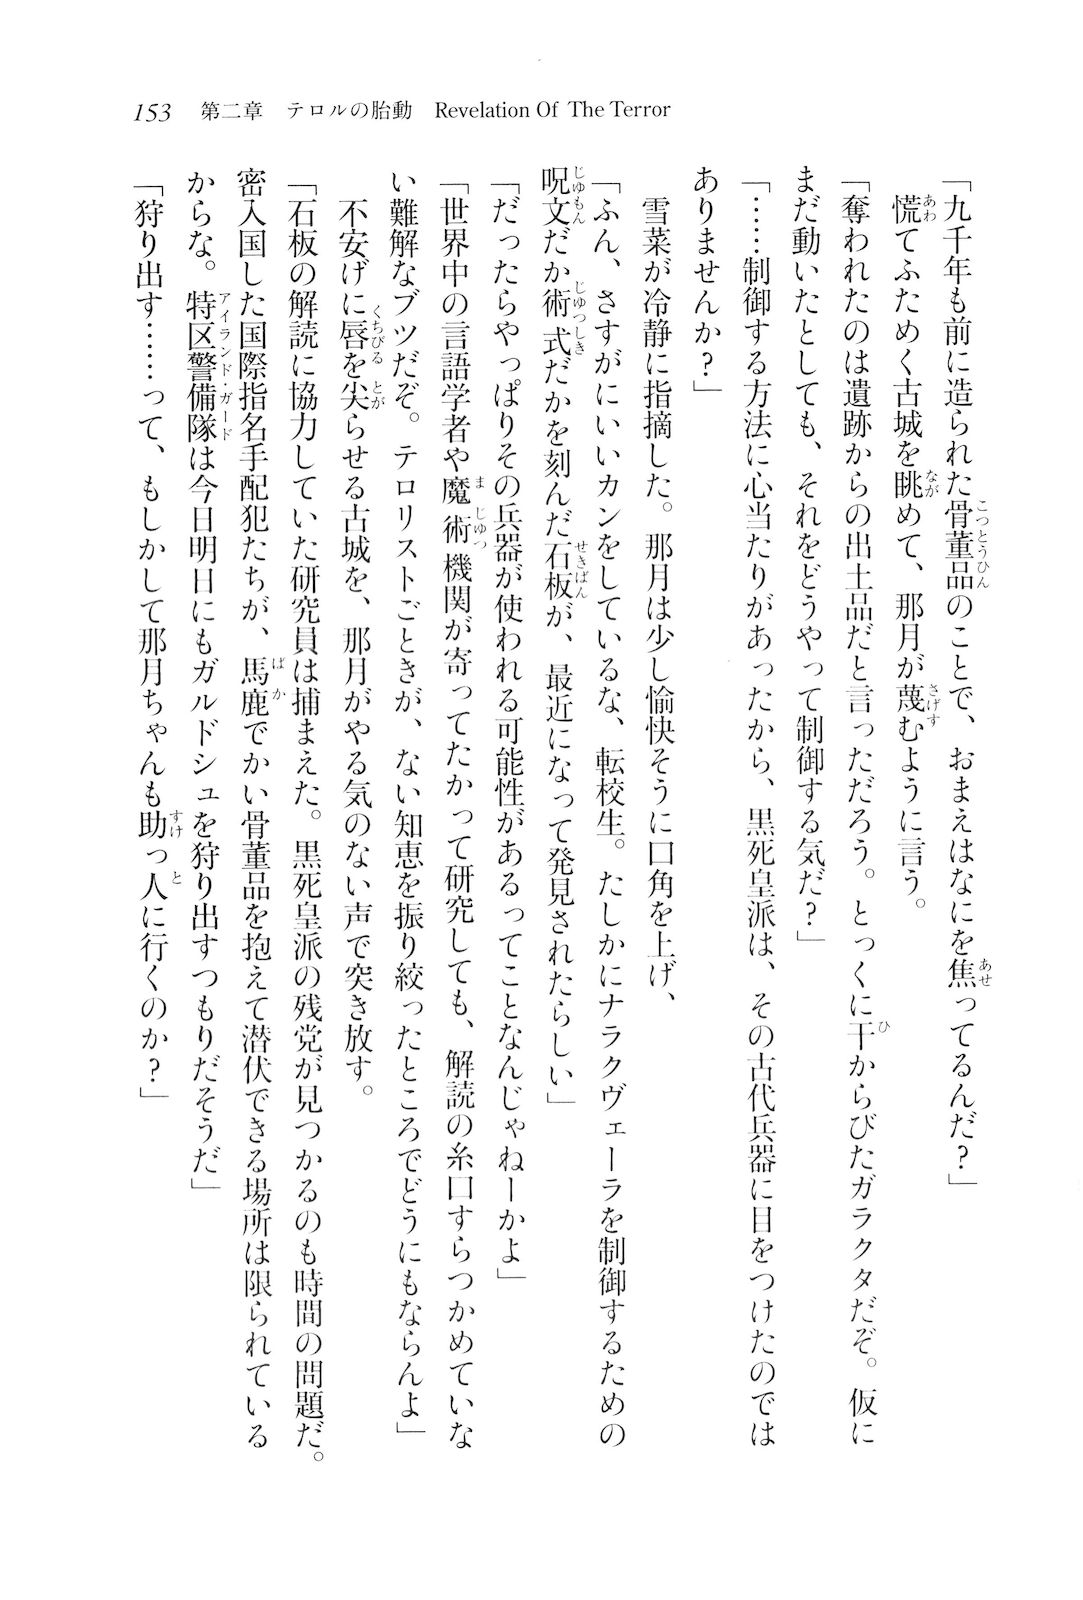 153　第二章　テロルの胎動　Revelation Of The Terror
「九千年も前に造られた骨董品のことで、おまえはなにを焦ってるんだ？」
　慌てふためく古城を眺めて、那月が蔑むように言う。
「奪われたのは遺跡からの出土品だと言っただろう。とっくに干からびたガラクタだぞ。仮に
まだ動いたとしても、それをどうやって制御する気だ？」
「……制御する方法に心当たりがあったから、黒死皇派は、その古代兵器に目をつけたのでは
ありませんか？」
　雪菜が冷静に指摘した。那月は少し愉快そうに口角を上げ、
「ふん、さすがにいいカンをしているな、転校生。たしかにナラクヴェーラを制御するための
呪文だか術式だかを刻んだ石板が、最近になって発見されたらしい」
「だったらやっぱりその兵器が使われる可能性があるってことなんじゃねーかよ」
「世界中の言語学者や魔術機関が寄ってたかって研究しても、解読の糸口すらつかめていな
い難解なブツだぞ。テロリストごときが、ない知恵を振り絞ったところでどうにもならんよ」
　不安げに唇を尖らせる古城を、那月がやる気のない声で突き放す。
「石板の解読に協力していた研究員は捕まえた。黒死皇派の残党が見つかるのも時間の問題だ。
密入国した国際指名手配犯たちが、馬鹿でかい骨董品を抱えて潜伏できる場所は限られている
からな。特区警備隊は今日明日にもガルドシュを狩り出すつもりだそうだ」
「狩り出す……って、もしかして那月ちゃんも助っ人に行くのか？」